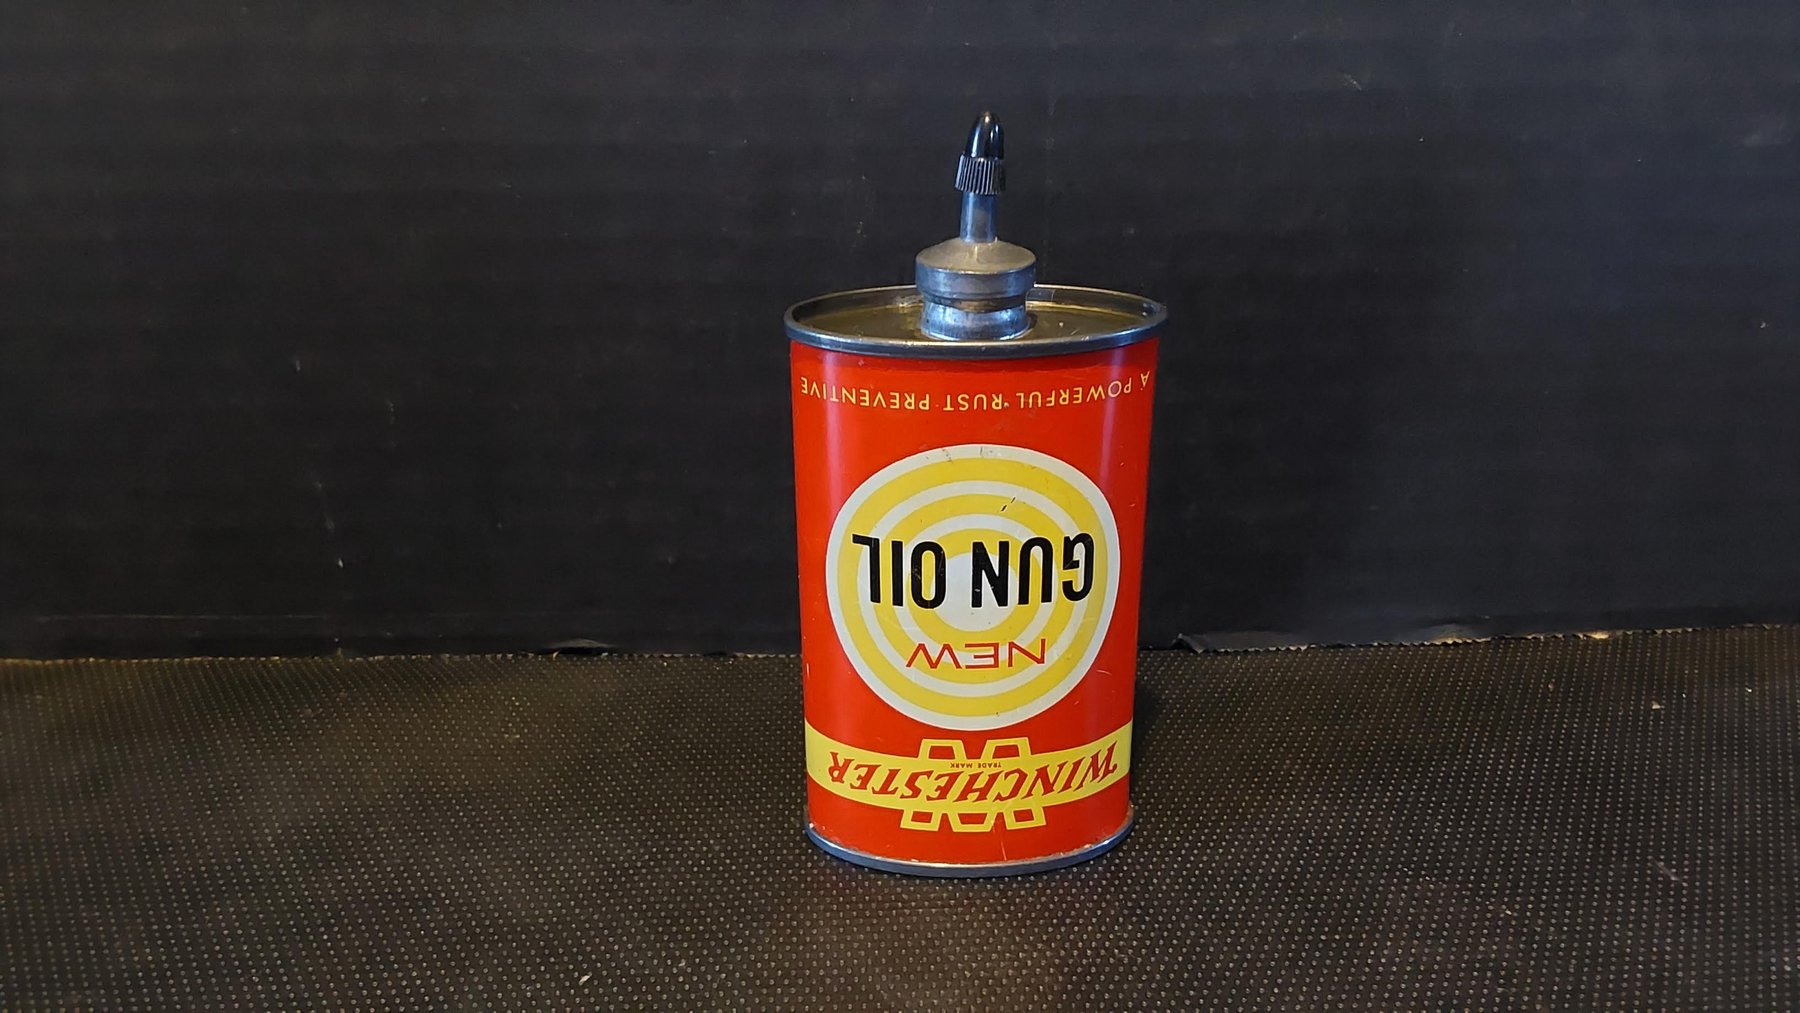 WINCHESTER
TRADE MARK
NEW
GUN OIL
A POWERFUL RUST PREVENTIVE